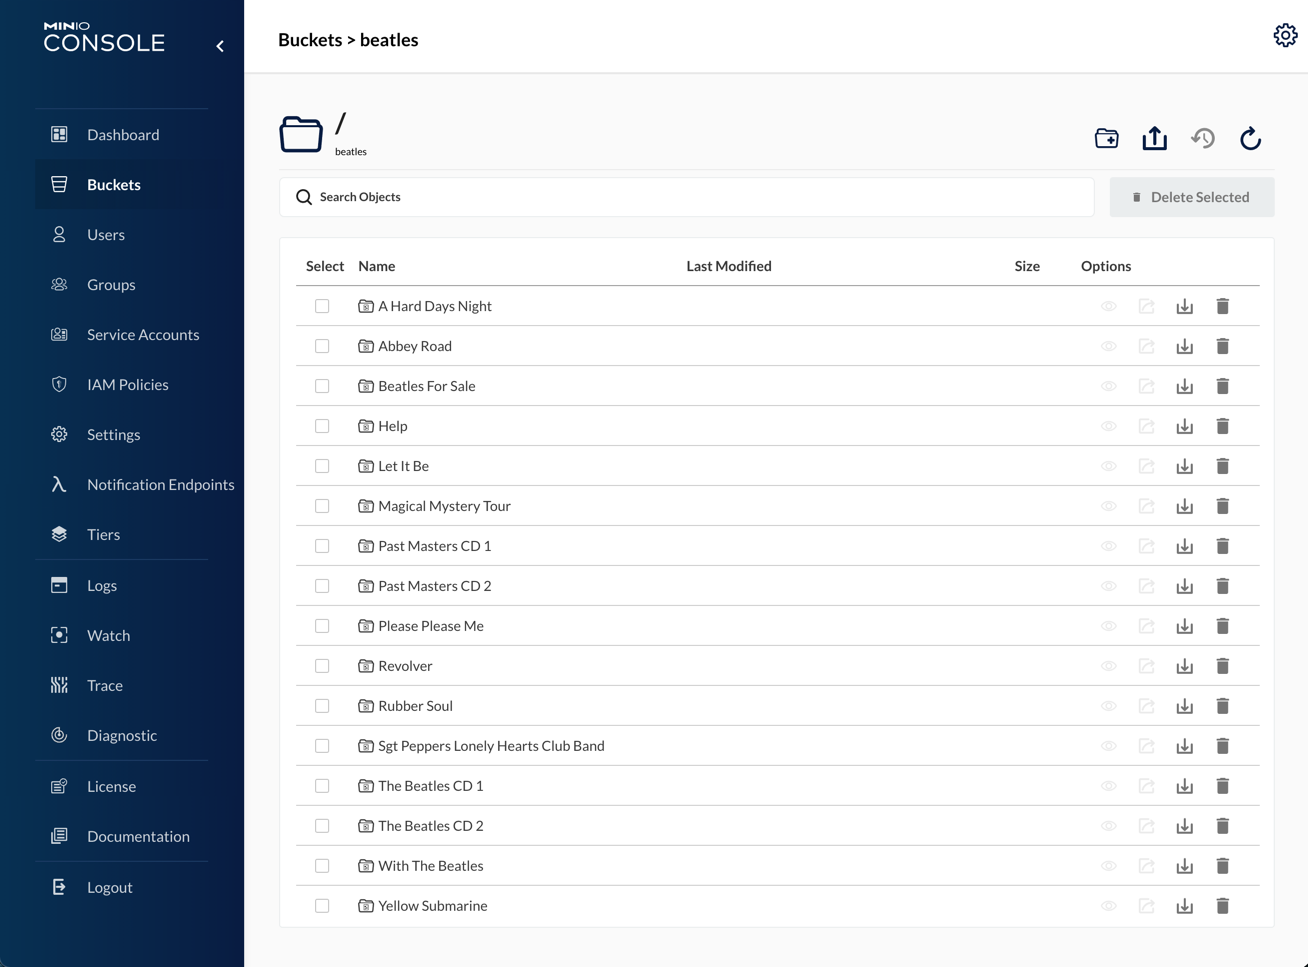 MINIO
CONSOLE
Buckets > beatles
Dashboard
Buckets
Users
Groups
Service Accounts
IAM Policies
Settings
Notification Endpoints
Tiers
Logs
Watch
Trace
Diagnostic
License
Documentation
Logout
/
beatles
Search Objects
Delete Selected
Select Name Last Modified Size Options
A Hard Days Night
Abbey Road
Beatles For Sale
Help
Let It Be
Magical Mystery Tour
Past Masters CD 1
Past Masters CD 2
Please Please Me
Revolver
Rubber Soul
Sgt Peppers Lonely Hearts Club Band
The Beatles CD 1
The Beatles CD 2
With The Beatles
Yellow Submarine